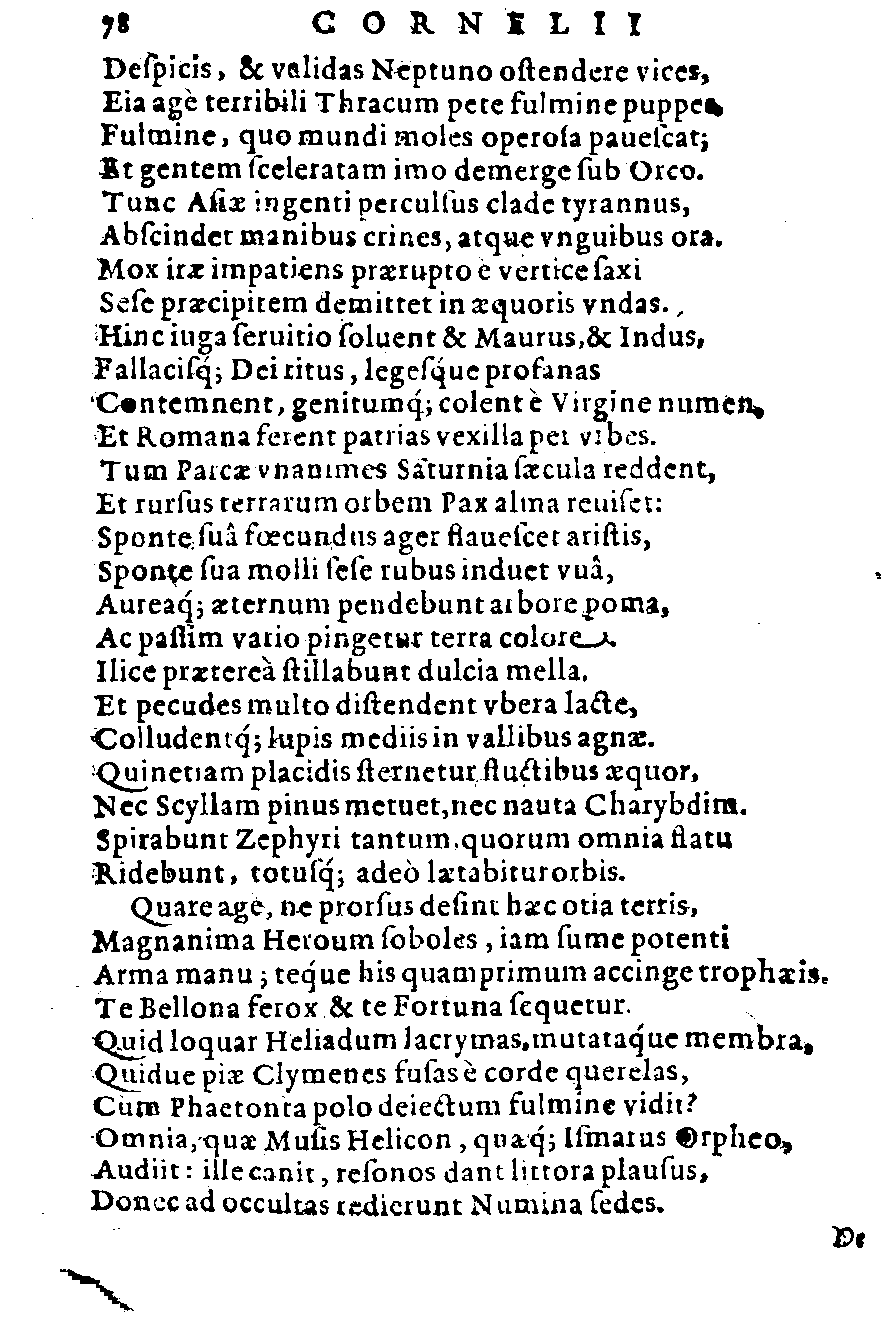 78 CORNELII
Deſpicis, & validas Neptuno oſtendere vices,
Eia agè terribili Thracum pete fulmine puppes,
Fulmine, quo mundi moles operoſa paueſcat;
Et gentem ſceleratam imo demerge ſub Orco.
Tunc Aſiæ ingenti perculſus clade tyrannus,
Abſcindet manibus crines, atque vnguibus ora.
Mox iræ impatiens prærupto è vertice ſaxi
Seſe præcipitem demittet in æquoris vndas.
Hinc iuga ſeruitio ſoluent & Maurus, & Indus,
Fallaciſq́; Dei ritus, legeſq́ue profanas
Contemnent, genitumq́; colent è Virgine numen,
Et Romana ferent patrias vexilla per vrbes.
Tum Parcæ vnanimes Saturnia ſæcula reddent,
Et rurſus terrarum orbem Pax alma reuiſet:
Sponte ſuâ fœcundus ager flaueſcet ariſtis,
Sponte ſua molli ſeſe rubus induet vuâ,
Aureaq́; æternum pendebunt arbore poma,
Ac paſſim vario pingetur terra colore.
Ilice prætereà ſtillabunt dulcia mella.
Et pecudes multo diſtendent vbera lacte,
Colludentq́; lupis mediis in vallibus agnæ.
Quinetiam placidis ſternetur fluctibus æquor,
Nec Scyllam pinus metuet, nec nauta Charybdim.
Spirabunt Zephyri tantum, quorum omnia flatu
Ridebunt, totuſq́; adeò lætabitur orbis.
Quare age, ne prorſus deſint hæc otia terris,
Magnanima Heroum ſoboles, iam ſume potenti
Arma manu; teq́ue his quamprimum accinge trophæis.
Te Bellona ferox & te Fortuna ſequetur.
Quid loquar Heliadum lacrymas, mutataq́ue membra,
Quidue piæ Clymenes fuſas è corde querelas,
Cùm Phaetonta polo deiectum fulmine vidit?
Omnia, quæ Muſis Helicon, quæq́; Iſmarus Orpheo,
Audiit: ille canit, reſonos dant littora plauſus,
Donec ad occultas redierunt Numina ſedes.
De